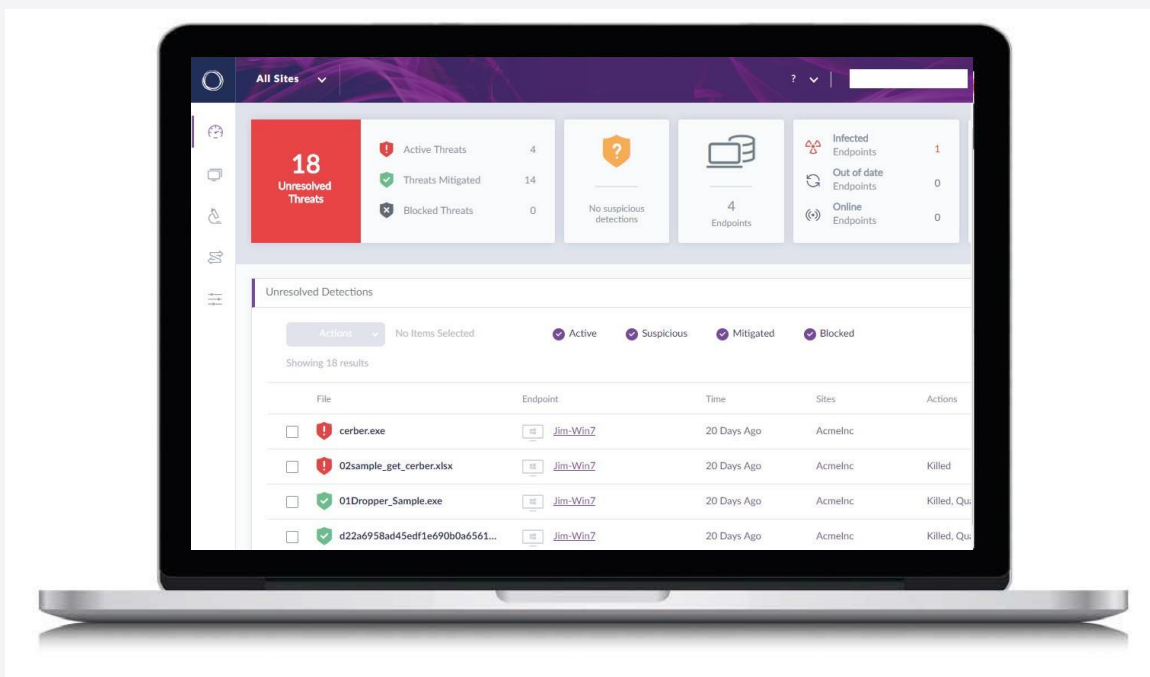 All Sites
?
18
Unresolved
Threats
Active Threats 4
Threats Mitigated 14
Blocked Threats 0
?
No suspicious
detections
4
Endpoints
Infected
Endpoints 1
Out of date
Endpoints 0
Online
Endpoints 0
Unresolved Detections
Actions No Items Selected Active Suspicious Mitigated Blocked
Showing 18 results
File Endpoint Time Sites Actions
cerber.exe Jim-Win7 20 Days Ago AcmeInc
02sample_get_cerber.xlsx Jim-Win7 20 Days Ago AcmeInc Killed
01Dropper_Sample.exe Jim-Win7 20 Days Ago AcmeInc Killed, Qu
d22a6958ad45edf1e690b0a6561... Jim-Win7 20 Days Ago AcmeInc Killed, Qu